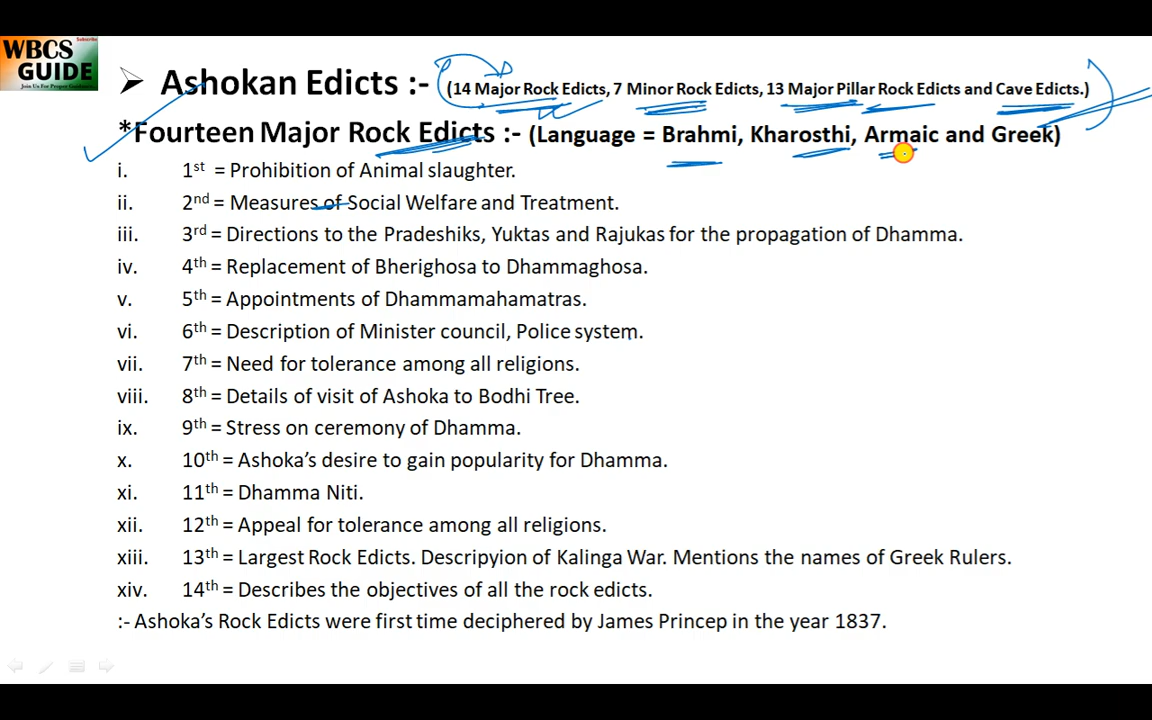 Subscribe
WBCS
GUIDE
Join Us For Proper Guidance
➢ Ashokan Edicts :- (14 Major Rock Edicts, 7 Minor Rock Edicts, 13 Major Pillar Rock Edicts and Cave Edicts.)
*Fourteen Major Rock Edicts :- (Language = Brahmi, Kharosthi, Armaic and Greek)
i. 1st = Prohibition of Animal slaughter.
ii. 2nd = Measures of Social Welfare and Treatment.
iii. 3rd = Directions to the Pradeshiks, Yuktas and Rajukas for the propagation of Dhamma.
iv. 4th = Replacement of Bherighosa to Dhammaghosa.
v. 5th = Appointments of Dhammamahamatras.
vi. 6th = Description of Minister council, Police system.
vii. 7th = Need for tolerance among all religions.
viii. 8th = Details of visit of Ashoka to Bodhi Tree.
ix. 9th = Stress on ceremony of Dhamma.
x. 10th = Ashoka's desire to gain popularity for Dhamma.
xi. 11th = Dhamma Niti.
xii. 12th = Appeal for tolerance among all religions.
xiii. 13th = Largest Rock Edicts. Descripyion of Kalinga War. Mentions the names of Greek Rulers.
xiv. 14th = Describes the objectives of all the rock edicts.
:- Ashoka's Rock Edicts were first time deciphered by James Princep in the year 1837.